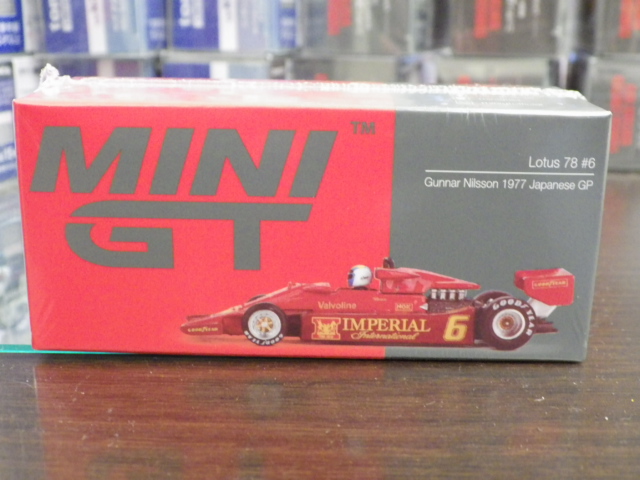 MINI
GT
TM
Lotus 78 #6
Gunnar Nilsson 1977 Japanese GP
Valvoline
IMPERIAL
International
6
GOODYEAR
GOODYEAR